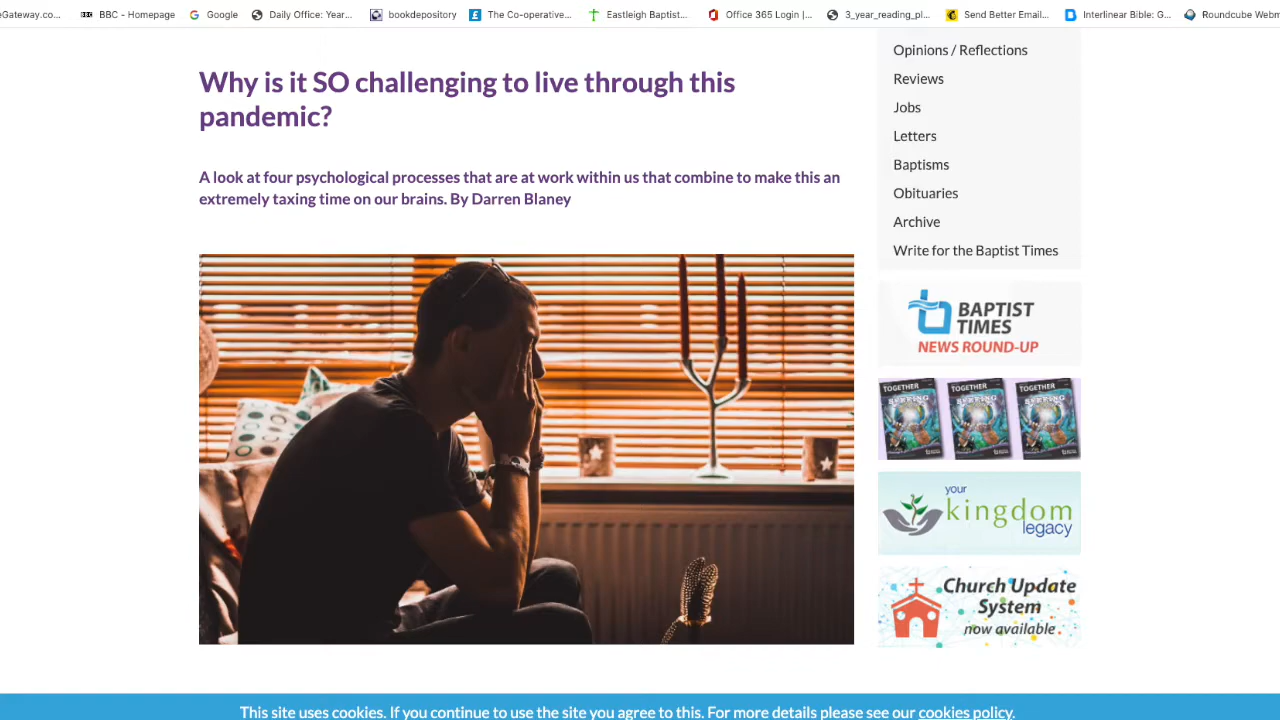 eGateway.co...
BBC - Homepage
Google
Daily Office: Year...
bookdepository
The Co-operative...
Eastleigh Baptist...
Office 365 Login |...
3_year_reading_pl...
Send Better Email...
Interlinear Bible: G...
Roundcube Webm
Why is it SO challenging to live through this
pandemic?
A look at four psychological processes that are at work within us that combine to make this an
extremely taxing time on our brains. By Darren Blaney
Opinions / Reflections
Reviews
Jobs
Letters
Baptisms
Obituaries
Archive
Write for the Baptist Times
BAPTIST
TIMES
NEWS ROUND-UP
TOGETHER
TOGETHER
TOGETHER
your
kingdom
legacy
Church Update
System
now available
This site uses cookies. If you continue to use the site you agree to this. For more details please see our cookies policy.